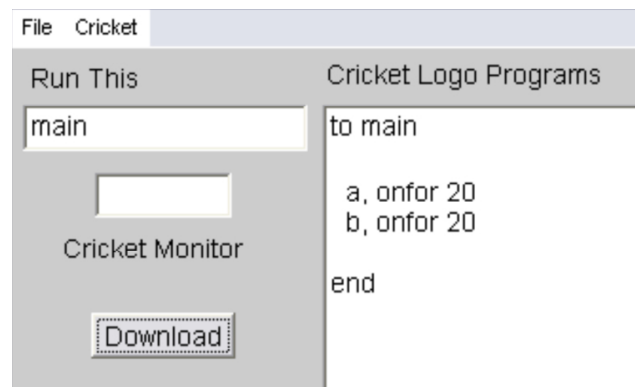 File Cricket
Run This
main
Cricket Monitor
Download
Cricket Logo Programs
to main
a, onfor 20
b, onfor 20
end